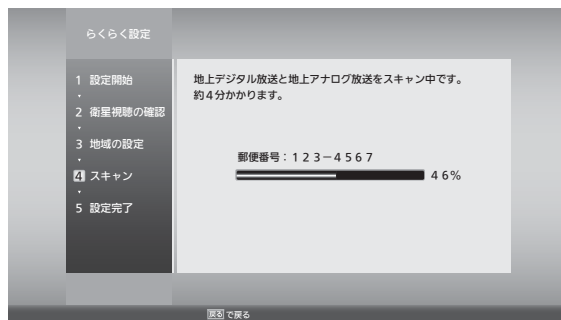 らくらく設定
1 設定開始
2 衛星視聴の確認
3 地域の設定
4 スキャン
5 設定完了
地上デジタル放送と地上アナログ放送をスキャン中です。
約4分かかります。
郵便番号：１２３－４５６７
４６％
戻る で戻る